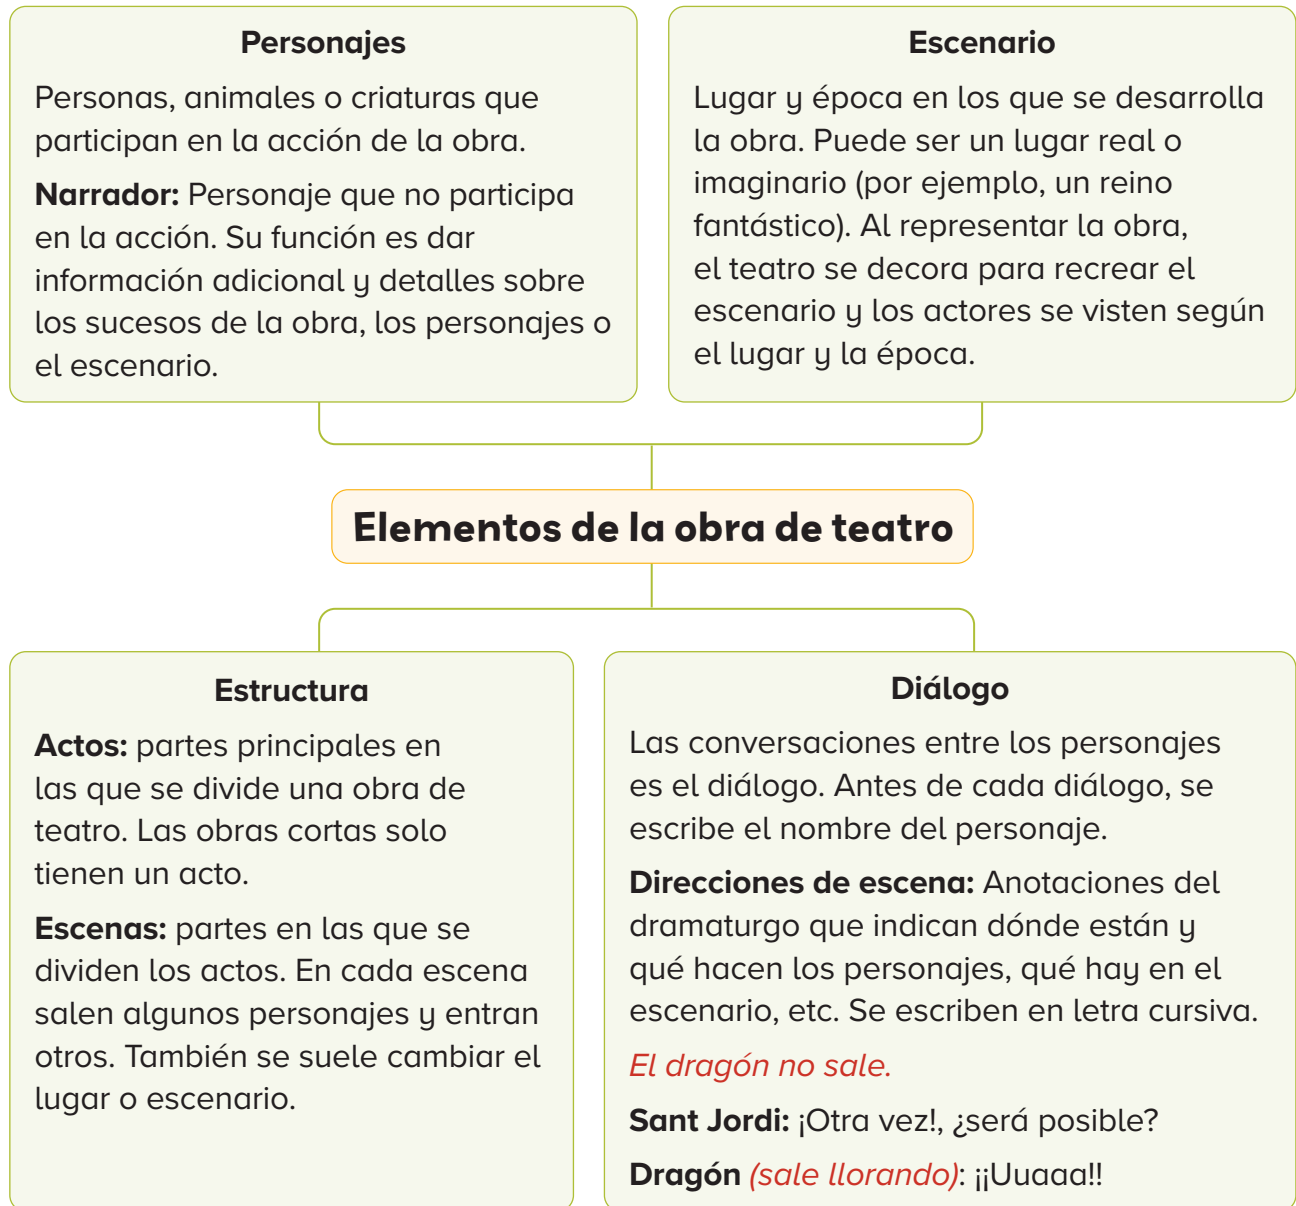 Personajes
Personas, animales o criaturas que
participan en la acción de la obra.
Narrador: Personaje que no participa
en la acción. Su función es dar
información adicional y detalles sobre
los sucesos de la obra, los personajes o
el escenario.
Escenario
Lugar y época en los que se desarrolla
la obra. Puede ser un lugar real o
imaginario (por ejemplo, un reino
fantástico). Al representar la obra,
el teatro se decora para recrear el
escenario y los actores se visten según
el lugar y la época.
Elementos de la obra de teatro
Estructura
Actos: partes principales en
las que se divide una obra de
teatro. Las obras cortas solo
tienen un acto.
Escenas: partes en las que se
dividen los actos. En cada escena
salen algunos personajes y entran
otros. También se suele cambiar el
lugar o escenario.
Diálogo
Las conversaciones entre los personajes
es el diálogo. Antes de cada diálogo, se
escribe el nombre del personaje.
Direcciones de escena: Anotaciones del
dramaturgo que indican dónde están y
qué hacen los personajes, qué hay en el
escenario, etc. Se escriben en letra cursiva.
El dragón no sale.
Sant Jordi: ¡Otra vez!, ¿será posible?
Dragón (sale llorando): ¡¡Uuaaa!!